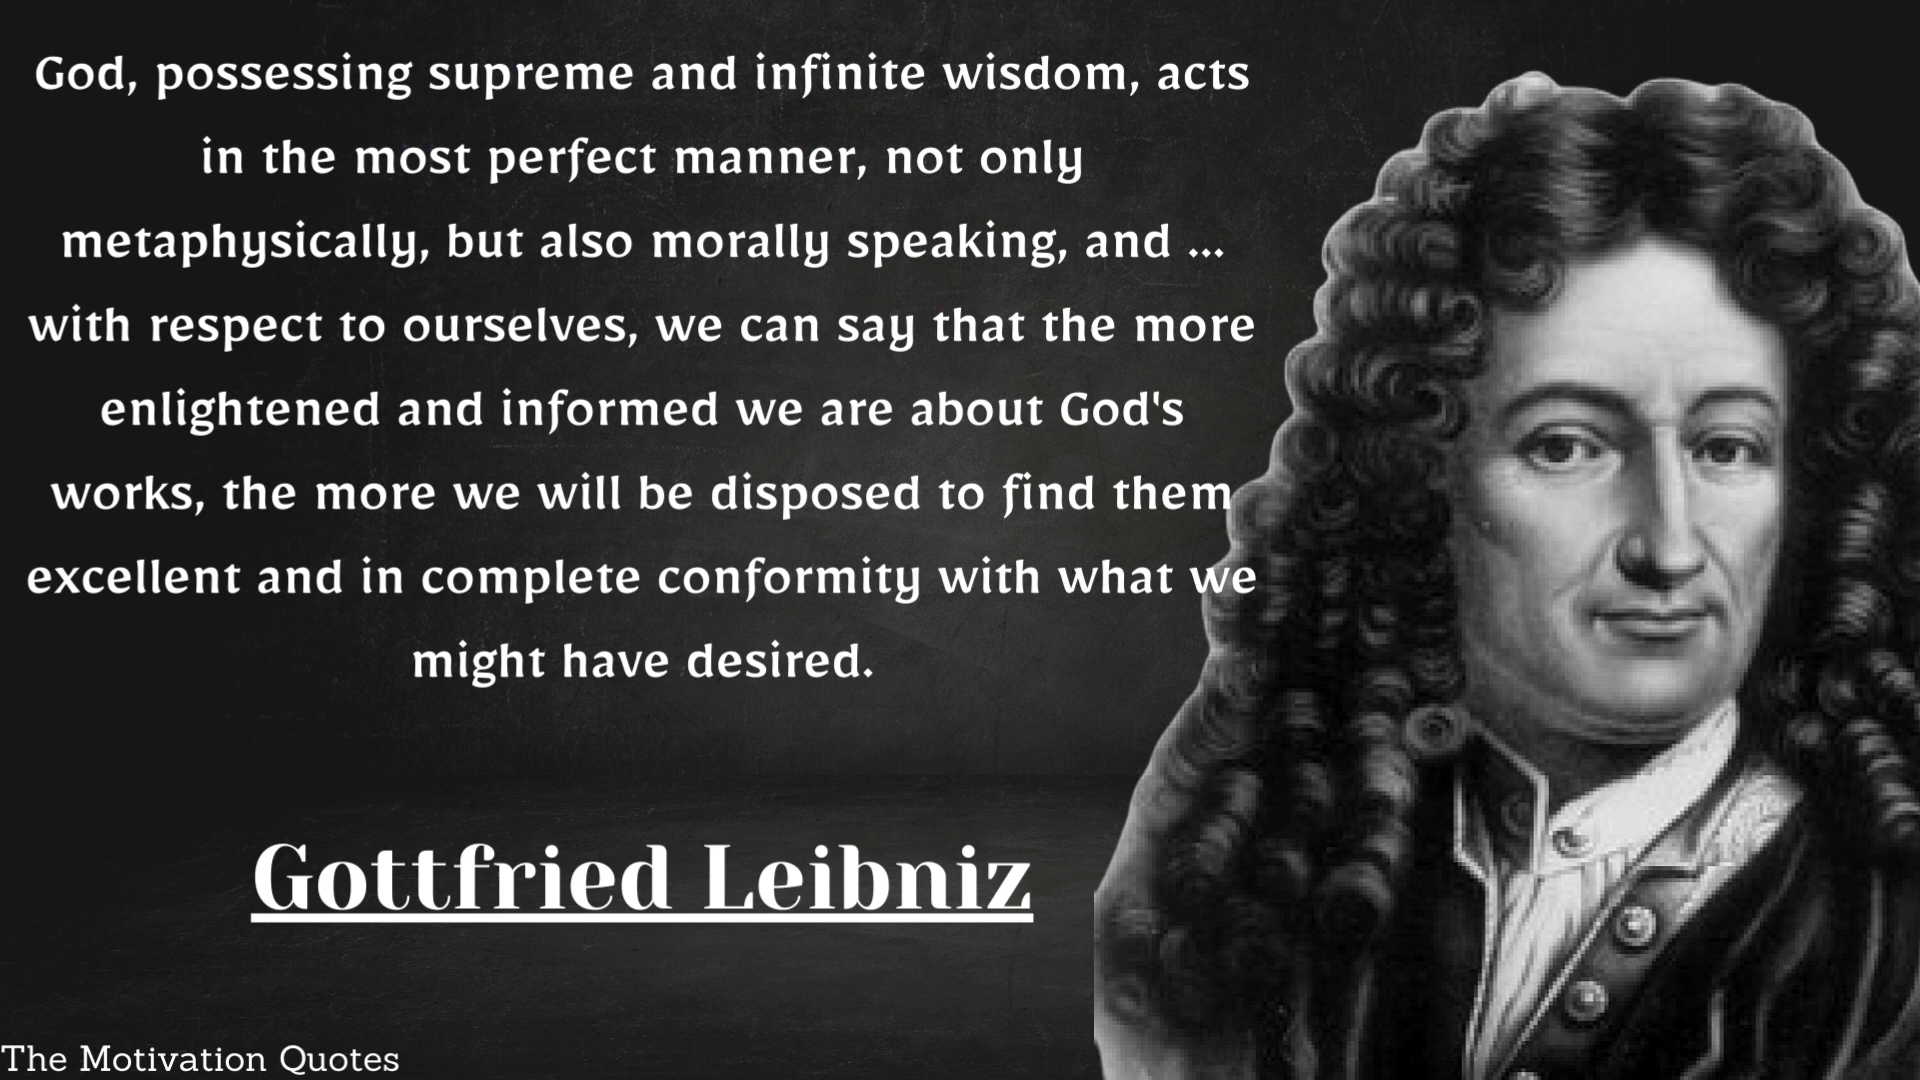 God, possessing supreme and infinite wisdom, acts
in the most perfect manner, not only
metaphysically, but also morally speaking, and ...
with respect to ourselves, we can say that the more
enlightened and informed we are about God's
works, the more we will be disposed to find them
excellent and in complete conformity with what we
might have desired.
Gottfried Leibniz
The Motivation Quotes